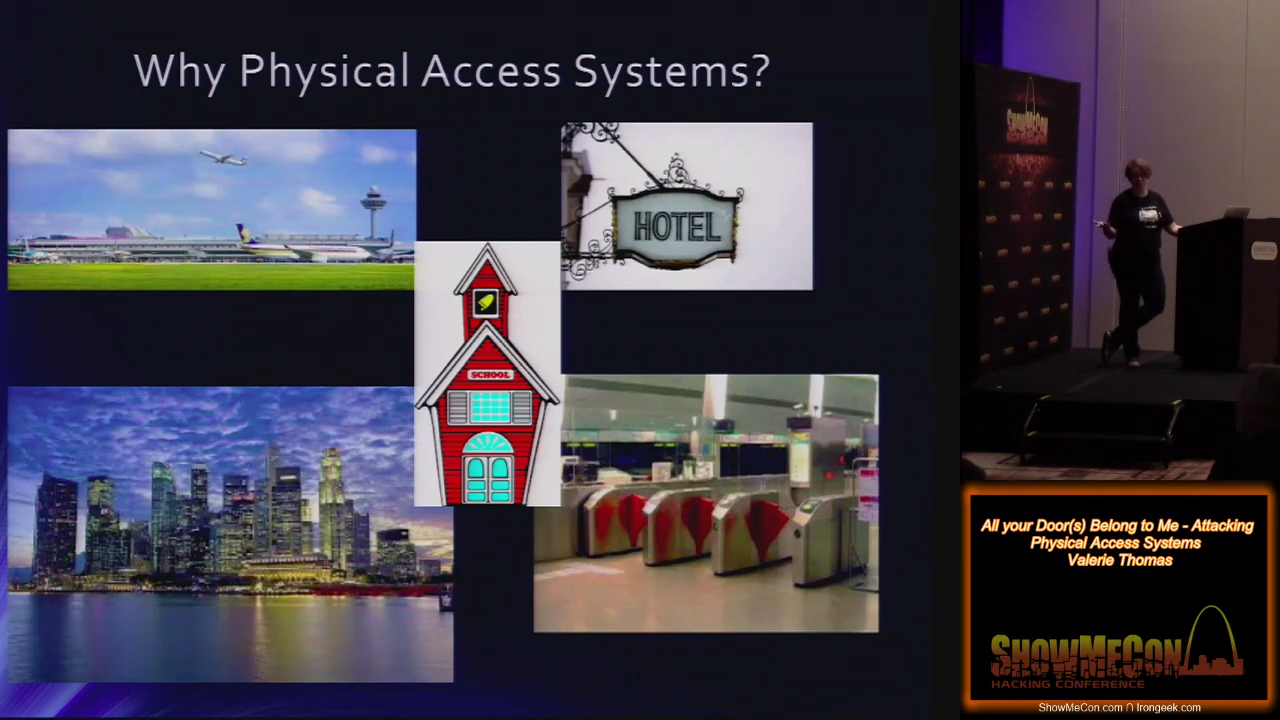 Why Physical Access Systems?
HOTEL
SCHOOL
SHOWMECON
All your Door(s) Belong to Me - Attacking
Physical Access Systems
Valerie Thomas
SHOWMECON
HACKING CONFERENCE
ShowMeCon.com ∩ Irongeek.com